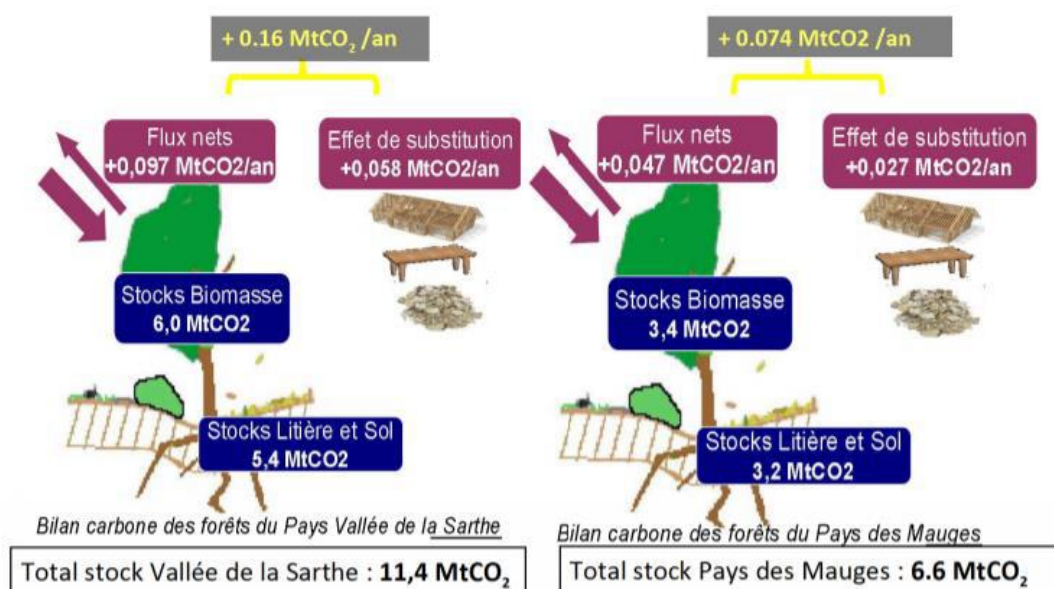 + 0.16 MtCO₂ /an
Flux nets
+0,097 MtCO2/an
Effet de substitution
+0,058 MtCO2/an
Stocks Biomasse
6,0 MtCO2
Stocks Litière et Sol
5,4 MtCO2
Bilan carbone des forêts du Pays Vallée de la Sarthe
Total stock Vallée de la Sarthe : 11,4 MtCO₂
+ 0.074 MtCO2 /an
Flux nets
+0,047 MtCO2/an
Effet de substitution
+0,027 MtCO2/an
Stocks Biomasse
3,4 MtCO2
Stocks Litière et Sol
3,2 MtCO2
Bilan carbone des forêts du Pays des Mauges
Total stock Pays des Mauges : 6.6 MtCO₂